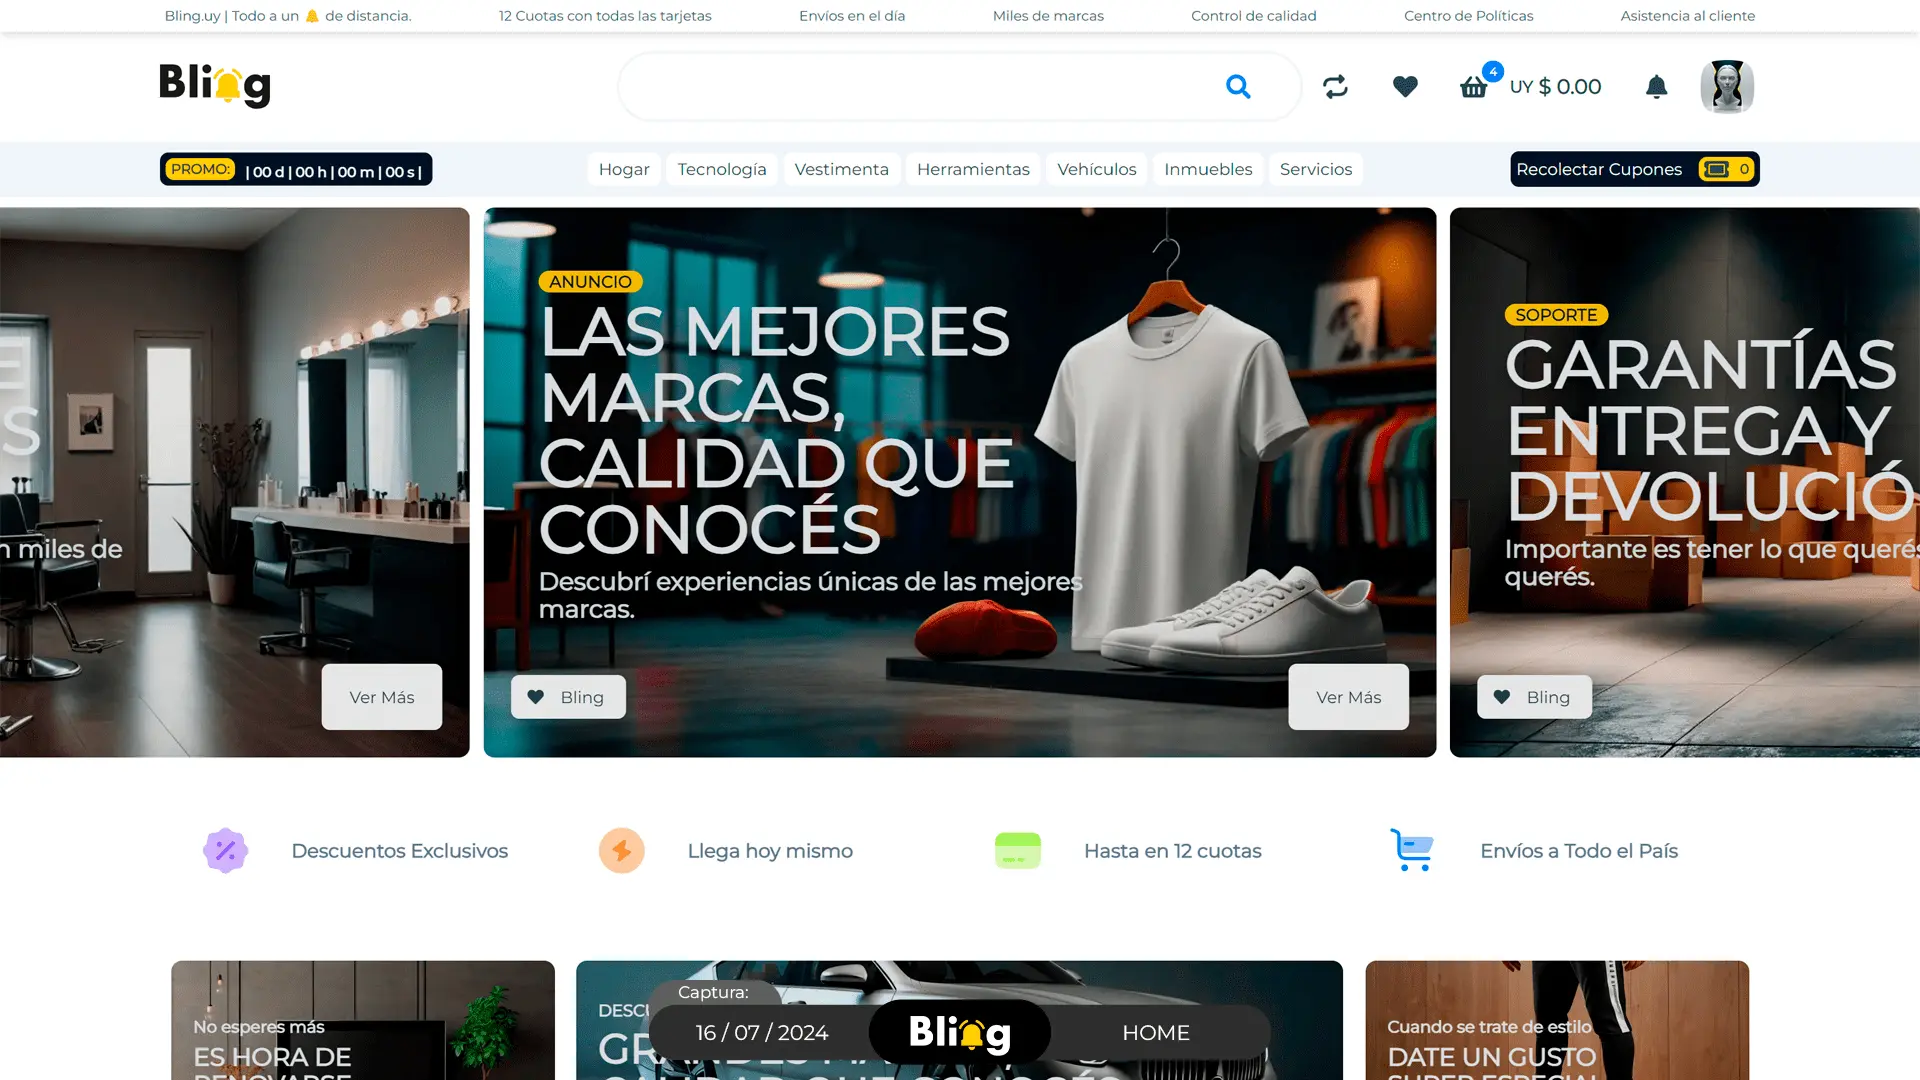 Bling.uy | Todo a un 🔔 de distancia.
12 Cuotas con todas las tarjetas
Envíos en el día
Miles de marcas
Control de calidad
Centro de Políticas
Asistencia al cliente
Bling
4
UY $ 0.00
PROMO: | 00 d | 00 h | 00 m | 00 s |
Hogar
Tecnología
Vestimenta
Herramientas
Vehículos
Inmuebles
Servicios
Recolectar Cupones 0
S
miles de
Ver Más
ANUNCIO
LAS MEJORES
MARCAS,
CALIDAD QUE
CONOCÉS
Descubrí experiencias únicas de las mejores
marcas.
Bling
Ver Más
SOPORTE
GARANTÍAS
ENTREGA Y
DEVOLUCIÓ
Importante es tener lo que querés
querés.
Bling
Descuentos Exclusivos
Llega hoy mismo
Hasta en 12 cuotas
Envíos a Todo el País
No esperes más
ES HORA DE
RENOVARSE
DESCU
Captura:
16 / 07 / 2024
Bling
HOME
Cuando se trate de estilo
DATE UN GUSTO
SUPER ESPECIAL